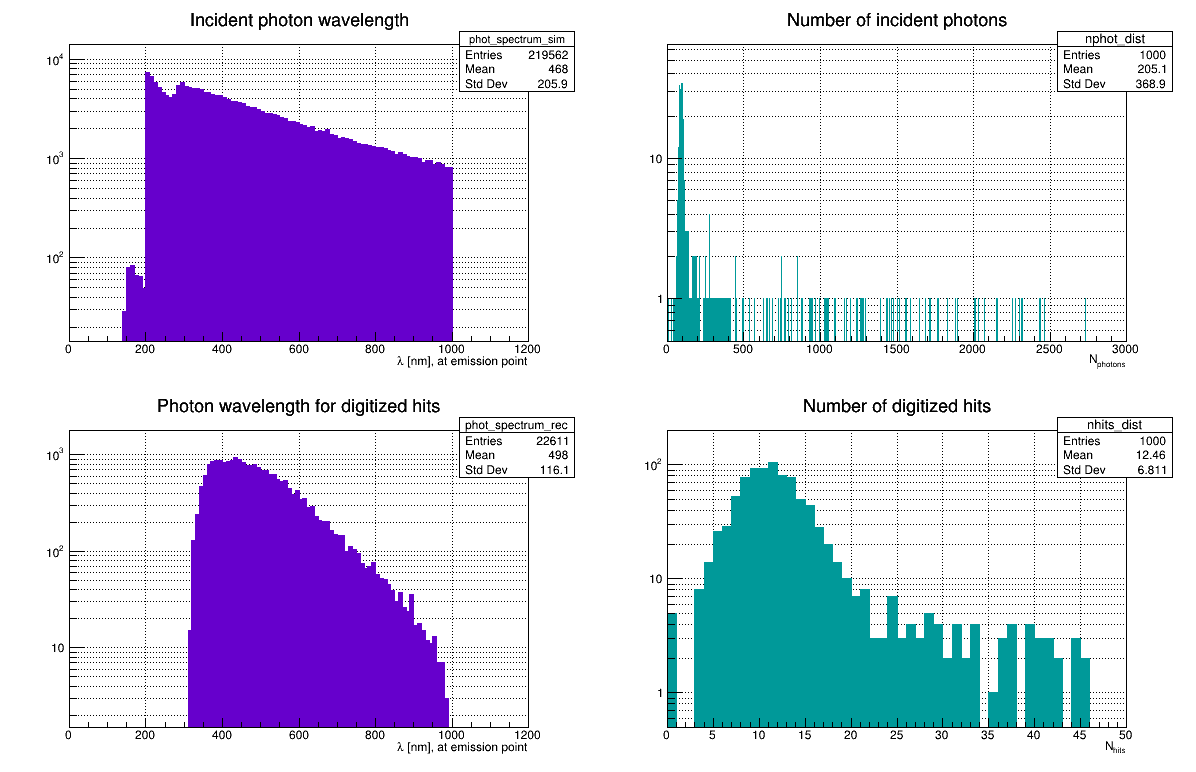 Incident photon wavelength
phot_spectrum_sim
Entries 219562
Mean 468
Std Dev 205.9
10^4
10^3
10^2
0 200 400 600 800 1000 1200
λ [nm], at emission point
Number of incident photons
nphot_dist
Entries 1000
Mean 205.1
Std Dev 368.9
10
1
0 500 1000 1500 2000 2500 3000
N_photons
Photon wavelength for digitized hits
phot_spectrum_rec
Entries 22611
Mean 498
Std Dev 116.1
10^3
10^2
10
0 200 400 600 800 1000 1200
λ [nm], at emission point
Number of digitized hits
nhits_dist
Entries 1000
Mean 12.46
Std Dev 6.811
10^2
10
1
0 5 10 15 20 25 30 35 40 45 50
N_hits